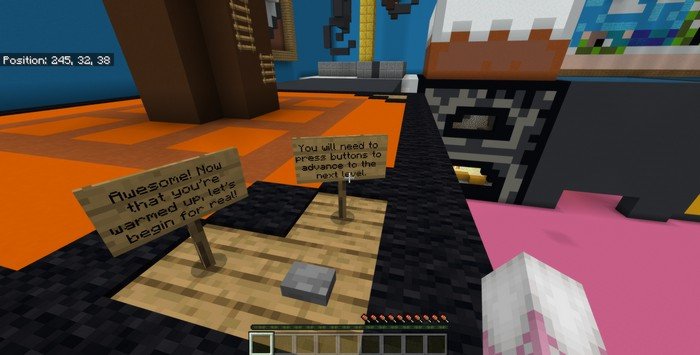 Position: 245, 32, 38
You will need to
press buttons to
advance to the
next level.
Awesome! Now
that you're
warmed up, let's
begin for real!